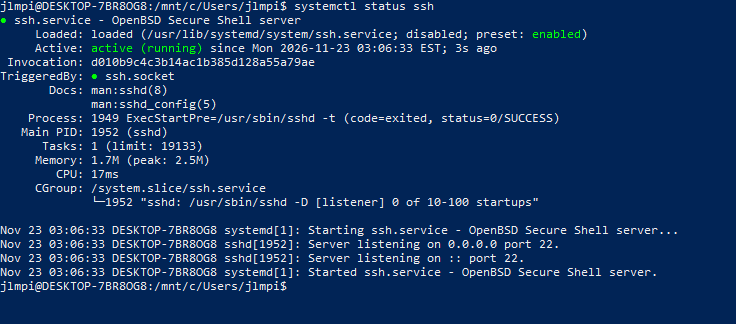 jlmpi@DESKTOP-7BR8OG8:/mnt/c/Users/jlmpi$ systemctl status ssh
● ssh.service - OpenBSD Secure Shell server
Loaded: loaded (/usr/lib/systemd/system/ssh.service; disabled; preset: enabled)
Active: active (running) since Mon 2026-11-23 03:06:33 EST; 3s ago
Invocation: d010b9c4c3b14ac1b385d128a55a79ae
TriggeredBy: ● ssh.socket
Docs: man:sshd(8)
man:sshd_config(5)
Process: 1949 ExecStartPre=/usr/sbin/sshd -t (code=exited, status=0/SUCCESS)
Main PID: 1952 (sshd)
Tasks: 1 (limit: 19133)
Memory: 1.7M (peak: 2.5M)
CPU: 17ms
CGroup: /system.slice/ssh.service
└─1952 "sshd: /usr/sbin/sshd -D [listener] 0 of 10-100 startups"
Nov 23 03:06:33 DESKTOP-7BR8OG8 systemd[1]: Starting ssh.service - OpenBSD Secure Shell server...
Nov 23 03:06:33 DESKTOP-7BR8OG8 sshd[1952]: Server listening on 0.0.0.0 port 22.
Nov 23 03:06:33 DESKTOP-7BR8OG8 sshd[1952]: Server listening on :: port 22.
Nov 23 03:06:33 DESKTOP-7BR8OG8 systemd[1]: Started ssh.service - OpenBSD Secure Shell server.
jlmpi@DESKTOP-7BR8OG8:/mnt/c/Users/jlmpi$